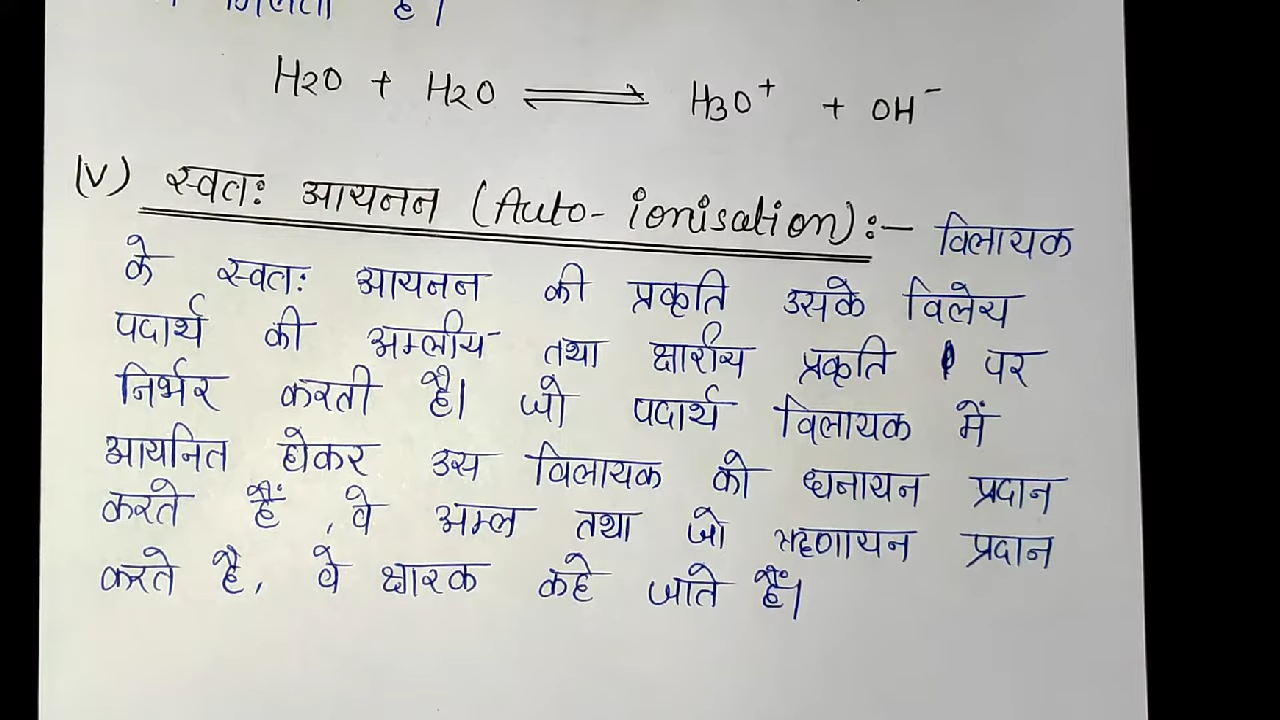 मिलता है।
H2O + H2O ⇌ H3O⁺ + OH⁻
(V) स्वतः आयनन (Auto-ionisation):- विलायक
के स्वतः आयनन की प्रकृति उसके विलेय
पदार्थ की अम्लीय तथा क्षारीय प्रकृति पर
निर्भर करती है। जो पदार्थ विलायक में
आयनित होकर उस विलायक को धनायन प्रदान
करते हैं, वे अम्ल तथा जो ऋणायन प्रदान
करते है, वे क्षारक कहे जाते हैं।